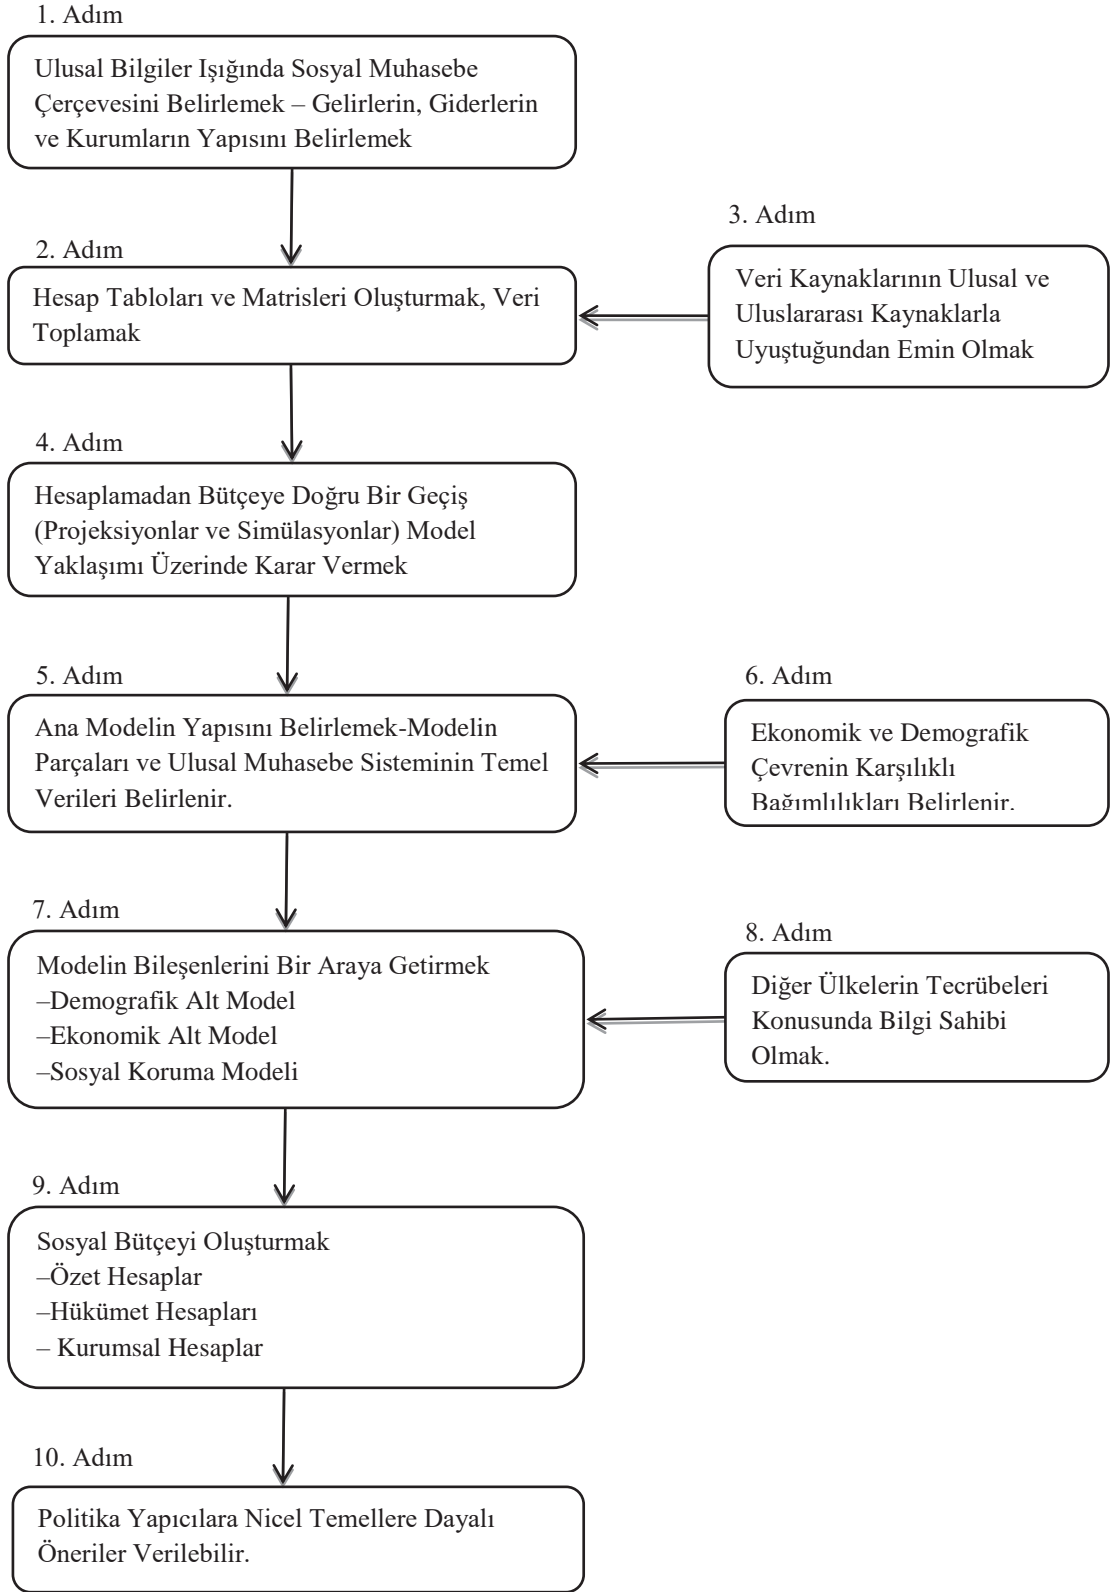 1. Adım
Ulusal Bilgiler Işığında Sosyal Muhasebe
Çerçevesini Belirlemek – Gelirlerin, Giderlerin
ve Kurumların Yapısını Belirlemek
2. Adım
Hesap Tabloları ve Matrisleri Oluşturmak, Veri
Toplamak
3. Adım
Veri Kaynaklarının Ulusal ve
Uluslararası Kaynaklarla
Uyuştuğundan Emin Olmak
4. Adım
Hesaplamadan Bütçeye Doğru Bir Geçiş
(Projeksiyonlar ve Simülasyonlar) Model
Yaklaşımı Üzerinde Karar Vermek
5. Adım
Ana Modelin Yapısını Belirlemek-Modelin
Parçaları ve Ulusal Muhasebe Sisteminin Temel
Verileri Belirlenir.
6. Adım
Ekonomik ve Demografik
Çevrenin Karşılıklı
Bağımlılıkları Belirlenir.
7. Adım
Modelin Bileşenlerini Bir Araya Getirmek
–Demografik Alt Model
–Ekonomik Alt Model
–Sosyal Koruma Modeli
8. Adım
Diğer Ülkelerin Tecrübeleri
Konusunda Bilgi Sahibi
Olmak.
9. Adım
Sosyal Bütçeyi Oluşturmak
–Özet Hesaplar
–Hükümet Hesapları
– Kurumsal Hesaplar
10. Adım
Politika Yapıcılara Nicel Temellere Dayalı
Öneriler Verilebilir.